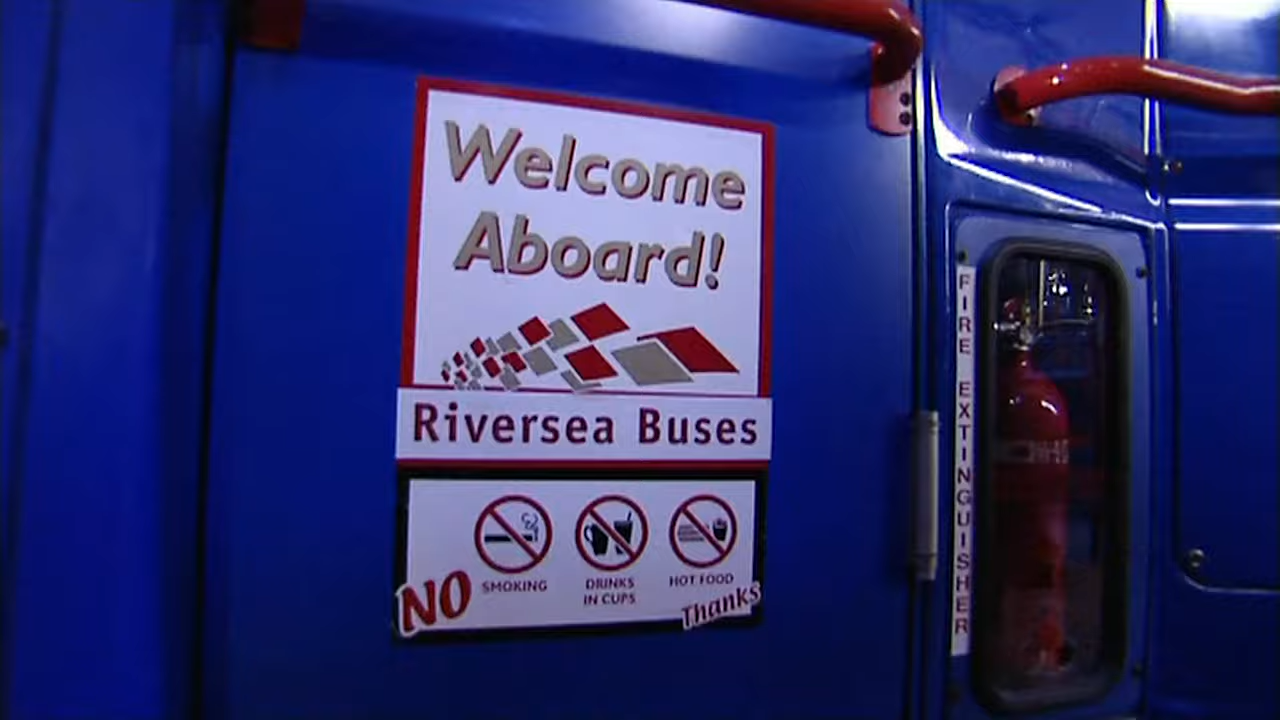 Welcome
Aboard!
Riversea Buses
NO
SMOKING
DRINKS
IN CUPS
HOT FOOD
Thanks
FIRE EXTINGUISHER